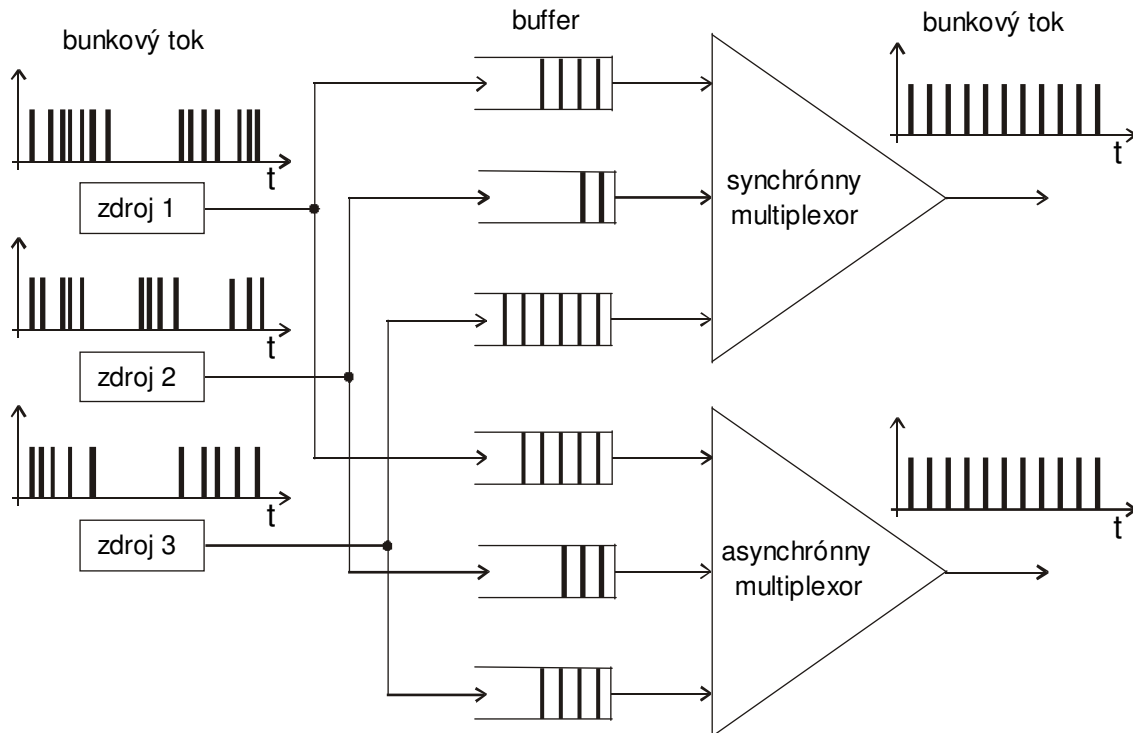 bunkový tok
buffer
bunkový tok
t
zdroj 1
t
synchrónny
multiplexor
t
zdroj 2
t
zdroj 3
t
asynchrónny
multiplexor